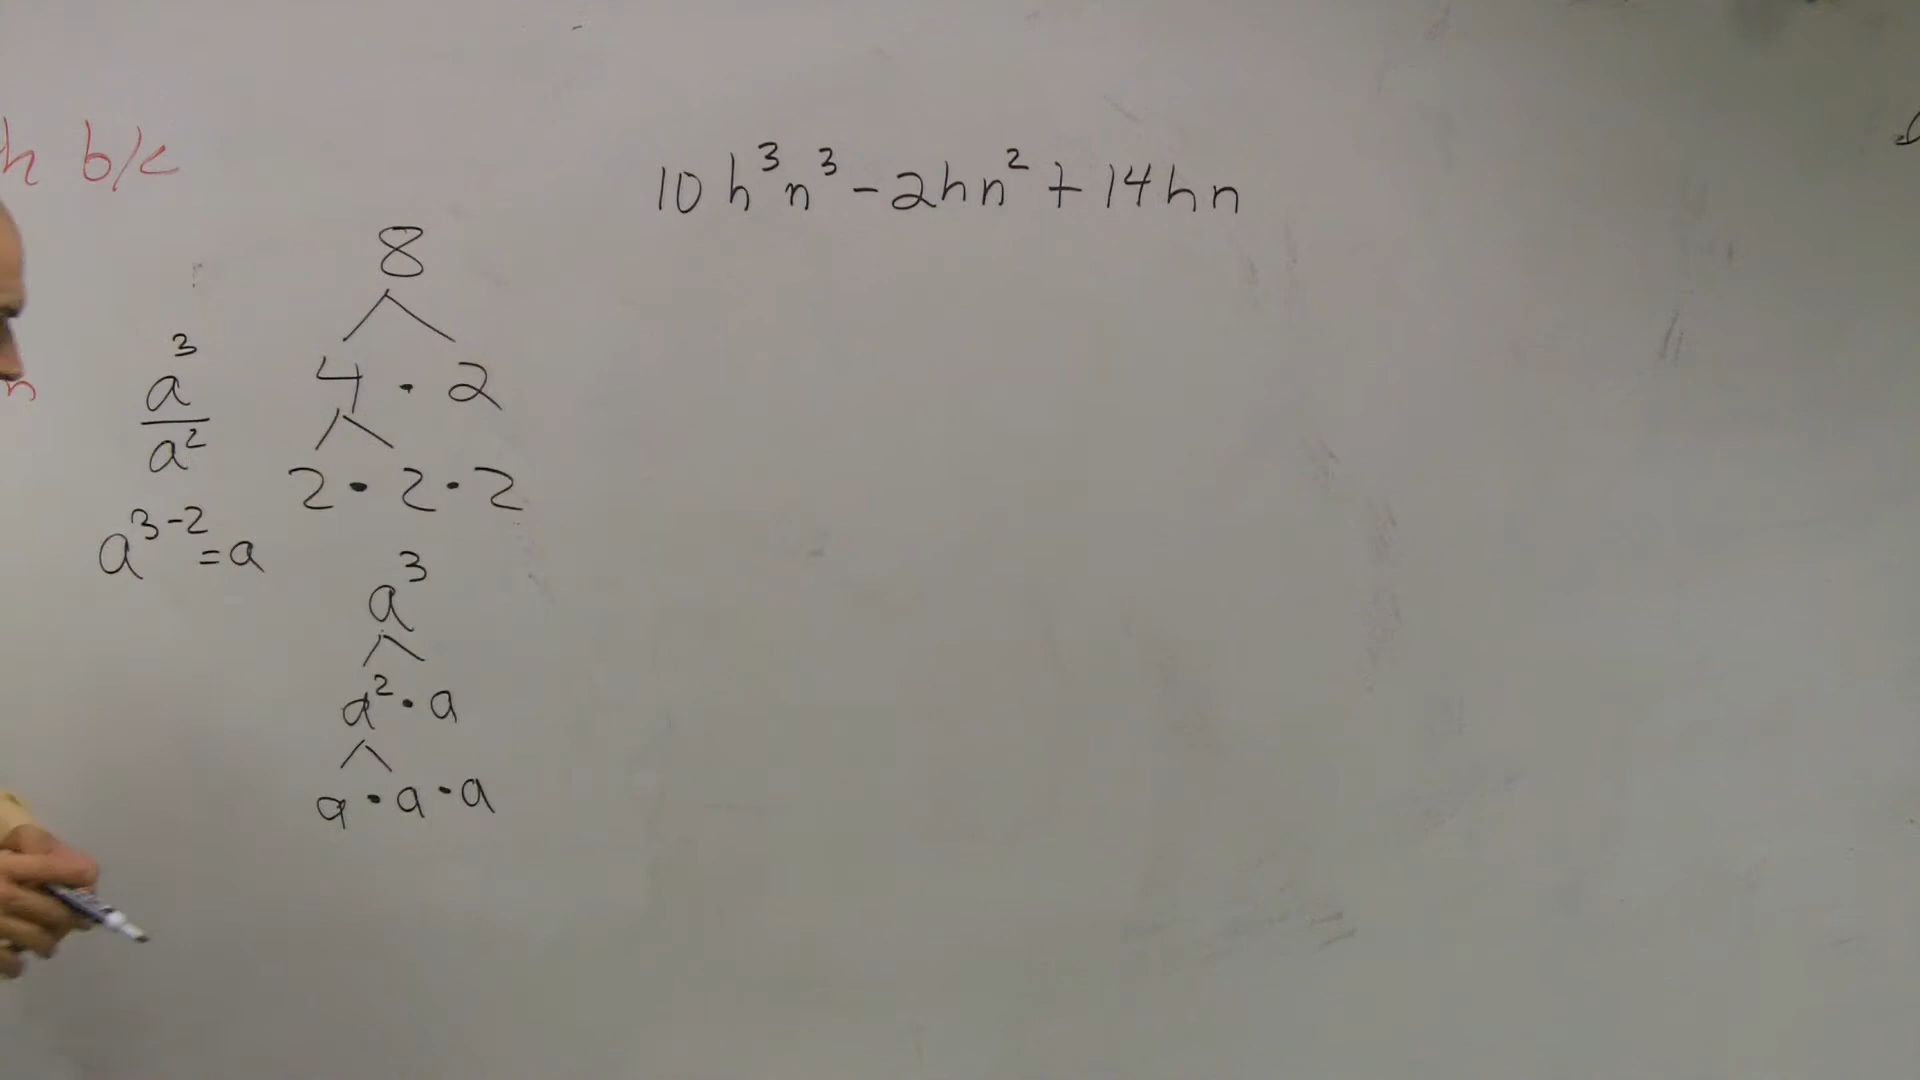 h b/c
10h³n³ - 2hn² + 14hn
8
4 · 2
2 · 2 · 2
a³
a²
a³⁻² = a
a³
a² · a
a · a · a
n